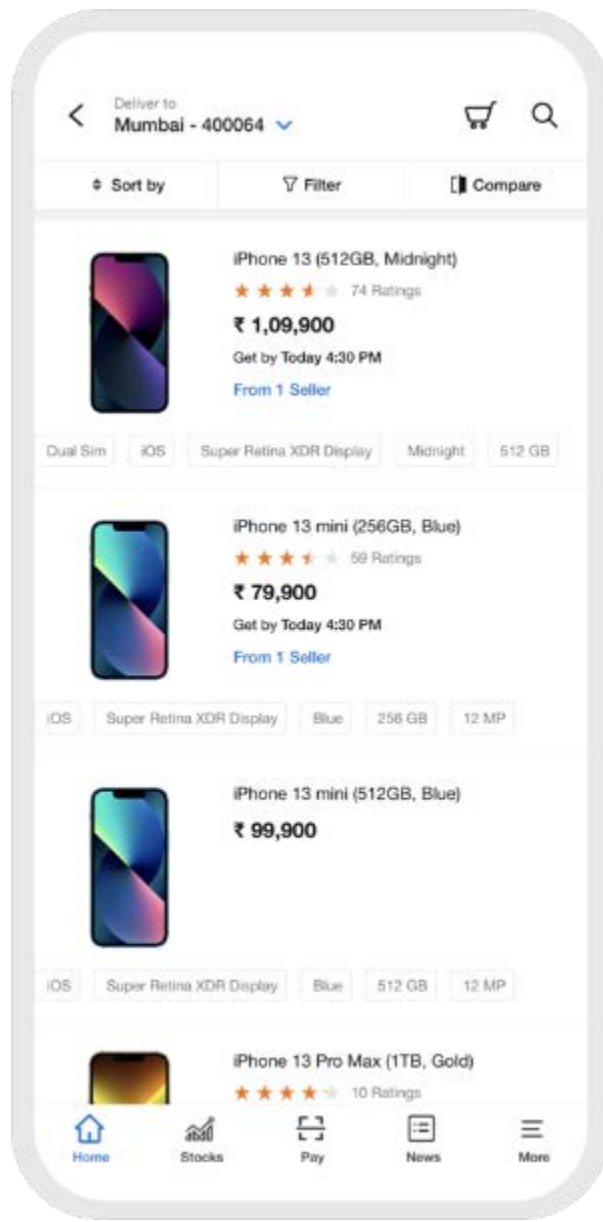 Deliver to
Mumbai - 400064
Sort by
Filter
Compare
iPhone 13 (512GB, Midnight)
74 Ratings
₹ 1,09,900
Get by Today 4:30 PM
From 1 Seller
Dual Sim iOS Super Retina XDR Display Midnight 512 GB
iPhone 13 mini (256GB, Blue)
59 Ratings
₹ 79,900
Get by Today 4:30 PM
From 1 Seller
iOS Super Retina XDR Display Blue 256 GB 12 MP
iPhone 13 mini (512GB, Blue)
₹ 99,900
iOS Super Retina XDR Display Blue 512 GB 12 MP
iPhone 13 Pro Max (1TB, Gold)
10 Ratings
Home Stocks Pay News More